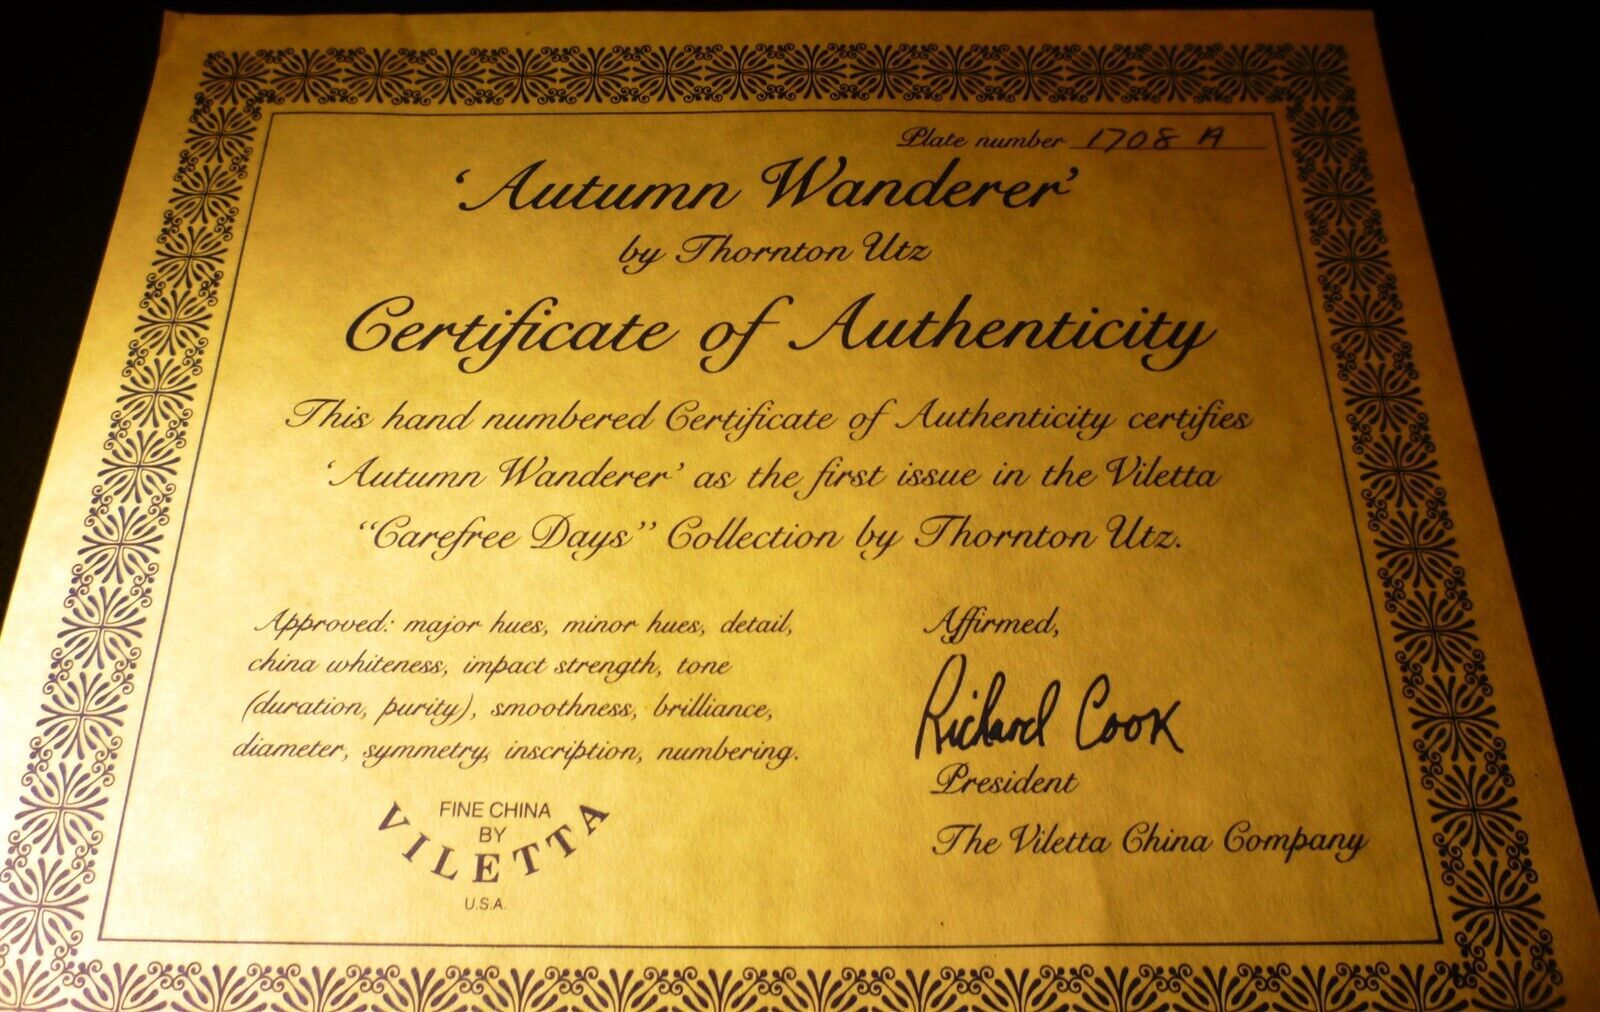 Plate number 1708 A
'Autumn Wanderer'
by Thornton Utz
Certificate of Authenticity
This hand numbered Certificate of Authenticity certifies
'Autumn Wanderer' as the first issue in the Viletta
“Carefree Days” Collection by Thornton Utz.
Approved: major hues, minor hues, detail,
china whiteness, impact strength, tone
(duration, purity), smoothness, brilliance,
diameter, symmetry, inscription, numbering.
FINE CHINA
BY
VILETTA
U.S.A.
Affirmed,
Richard Cook
President
The Viletta China Company